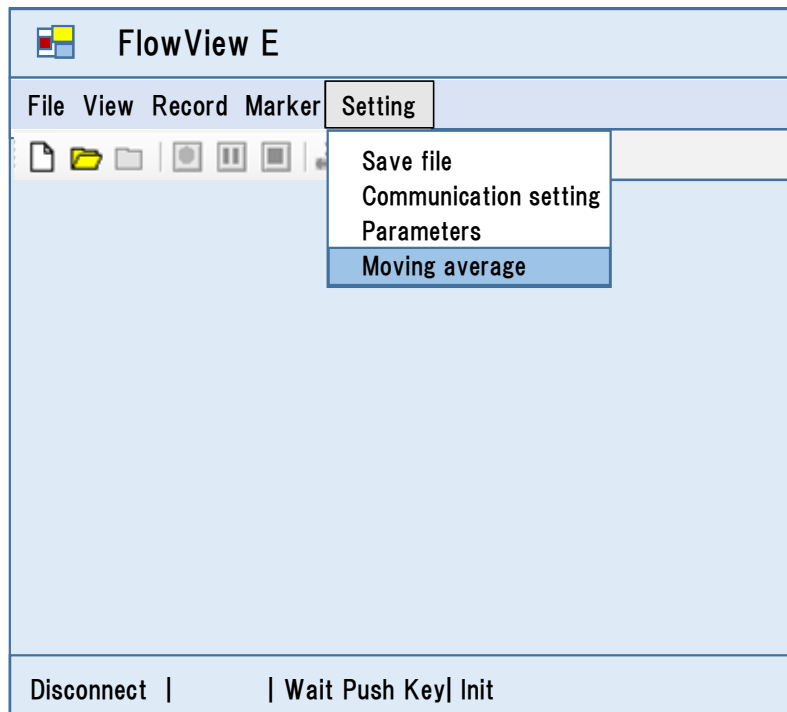 FlowView E
File View Record Marker Setting
Save file
Communication setting
Parameters
Moving average
Disconnect | | Wait Push Key| Init